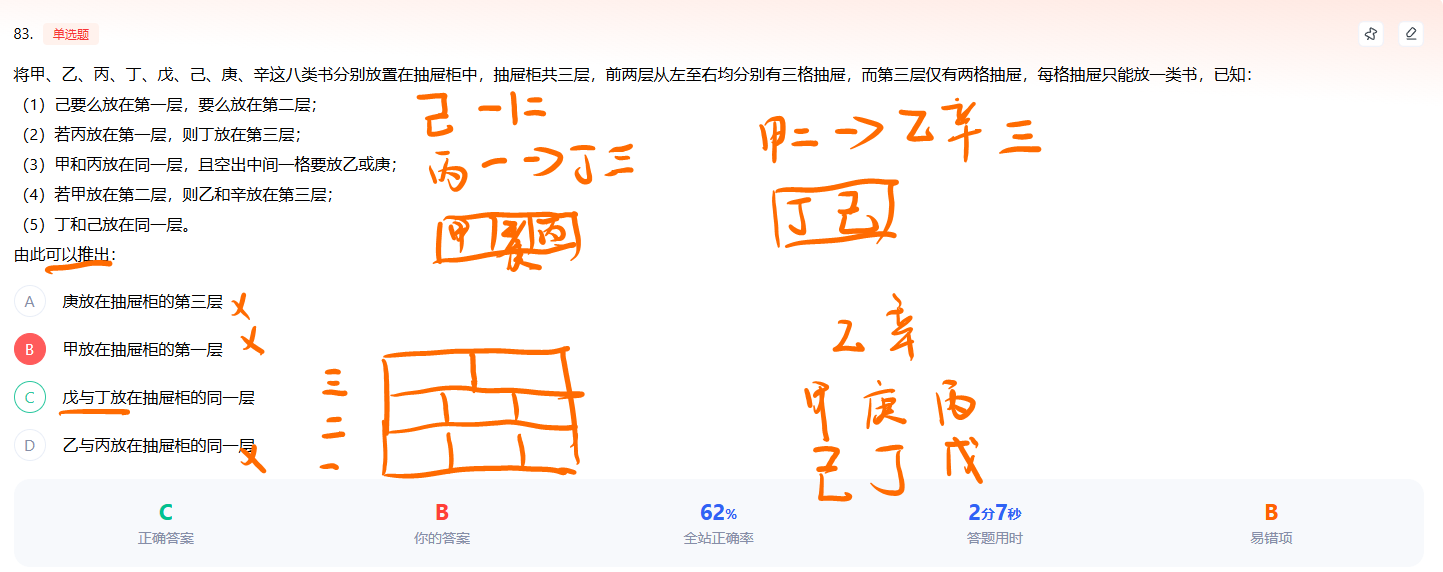 83. 单选题
将甲、乙、丙、丁、戊、己、庚、辛这八类书分别放置在抽屉柜中，抽屉柜共三层，前两层从左至右均分别有三格抽屉，而第三层仅有两格抽屉，每格抽屉只能放一类书，已知：
（1）己要么放在第一层，要么放在第二层；
（2）若丙放在第一层，则丁放在第三层；
（3）甲和丙放在同一层，且空出中间一格要放乙或庚；
（4）若甲放在第二层，则乙和辛放在第三层；
（5）丁和己放在同一层。
由此可以推出：
己 一 二
丙 一 → 丁 三
甲 丙
甲二 → 乙 辛 三
丁 己
A 庚放在抽屉柜的第三层 ×
B 甲放在抽屉柜的第一层 ×
C 戊与丁放在抽屉柜的同一层
D 乙与丙放在抽屉柜的同一层 ×
三
二
一
乙 辛
甲 庚 丙
己 丁 戊
C B 62% 2分7秒 B
正确答案 你的答案 全站正确率 答题用时 易错项